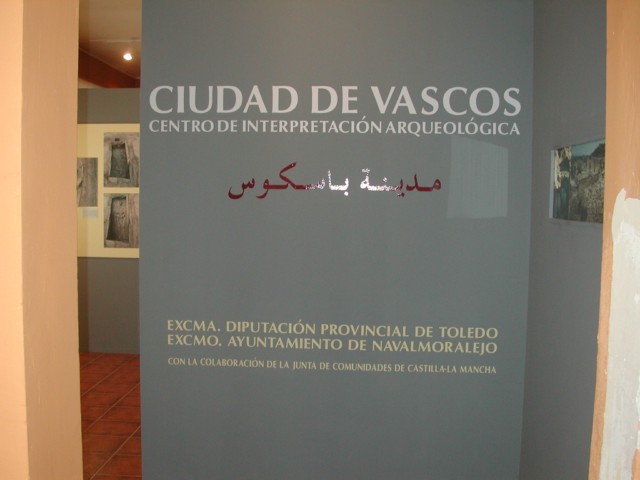 CIUDAD DE VASCOS
CENTRO DE INTERPRETACIÓN ARQUEOLÓGICA
مدينة باسكوس
EXCMA. DIPUTACIÓN PROVINCIAL DE TOLEDO
EXCMO. AYUNTAMIENTO DE NAVALMORALEJO
CON LA COLABORACIÓN DE LA JUNTA DE COMUNIDADES DE CASTILLA-LA MANCHA